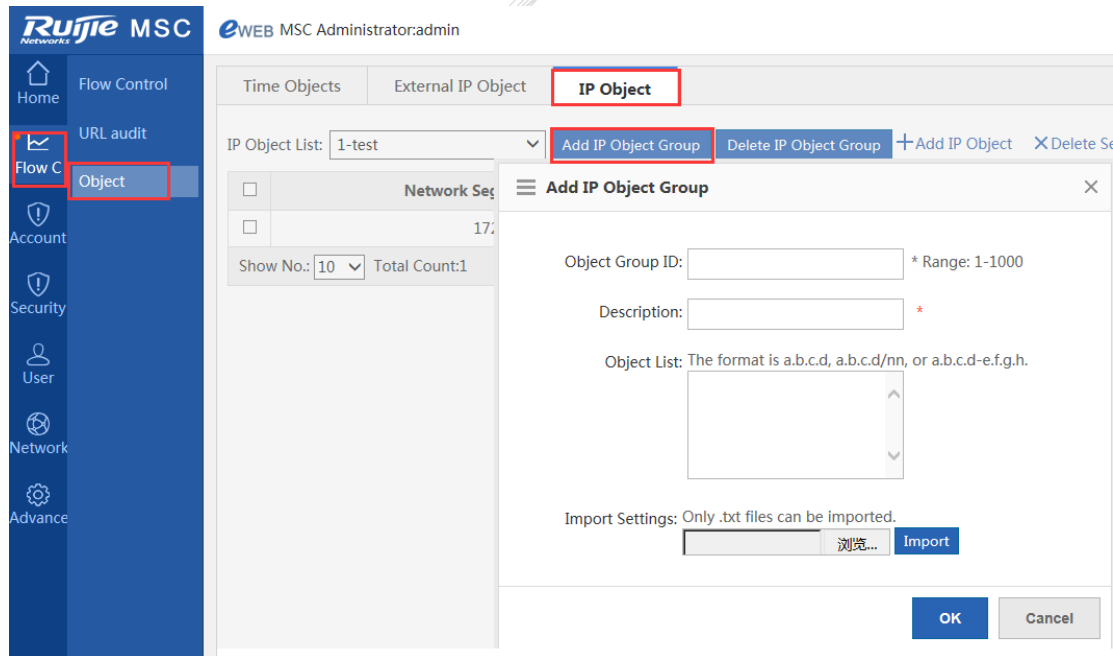 Ruijie Networks MSC
eWEB MSC Administrator:admin
Home
Flow Control
URL audit
Flow C
Object
Account
Security
User
Network
Advance
Time Objects External IP Object IP Object
IP Object List: 1-test Add IP Object Group Delete IP Object Group +Add IP Object ×Delete Se
Network Seg
172
Show No.: 10 Total Count:1
Add IP Object Group
Object Group ID: * Range: 1-1000
Description: *
Object List: The format is a.b.c.d, a.b.c.d/nn, or a.b.c.d-e.f.g.h.
Import Settings: Only .txt files can be imported.
浏览... Import
OK Cancel